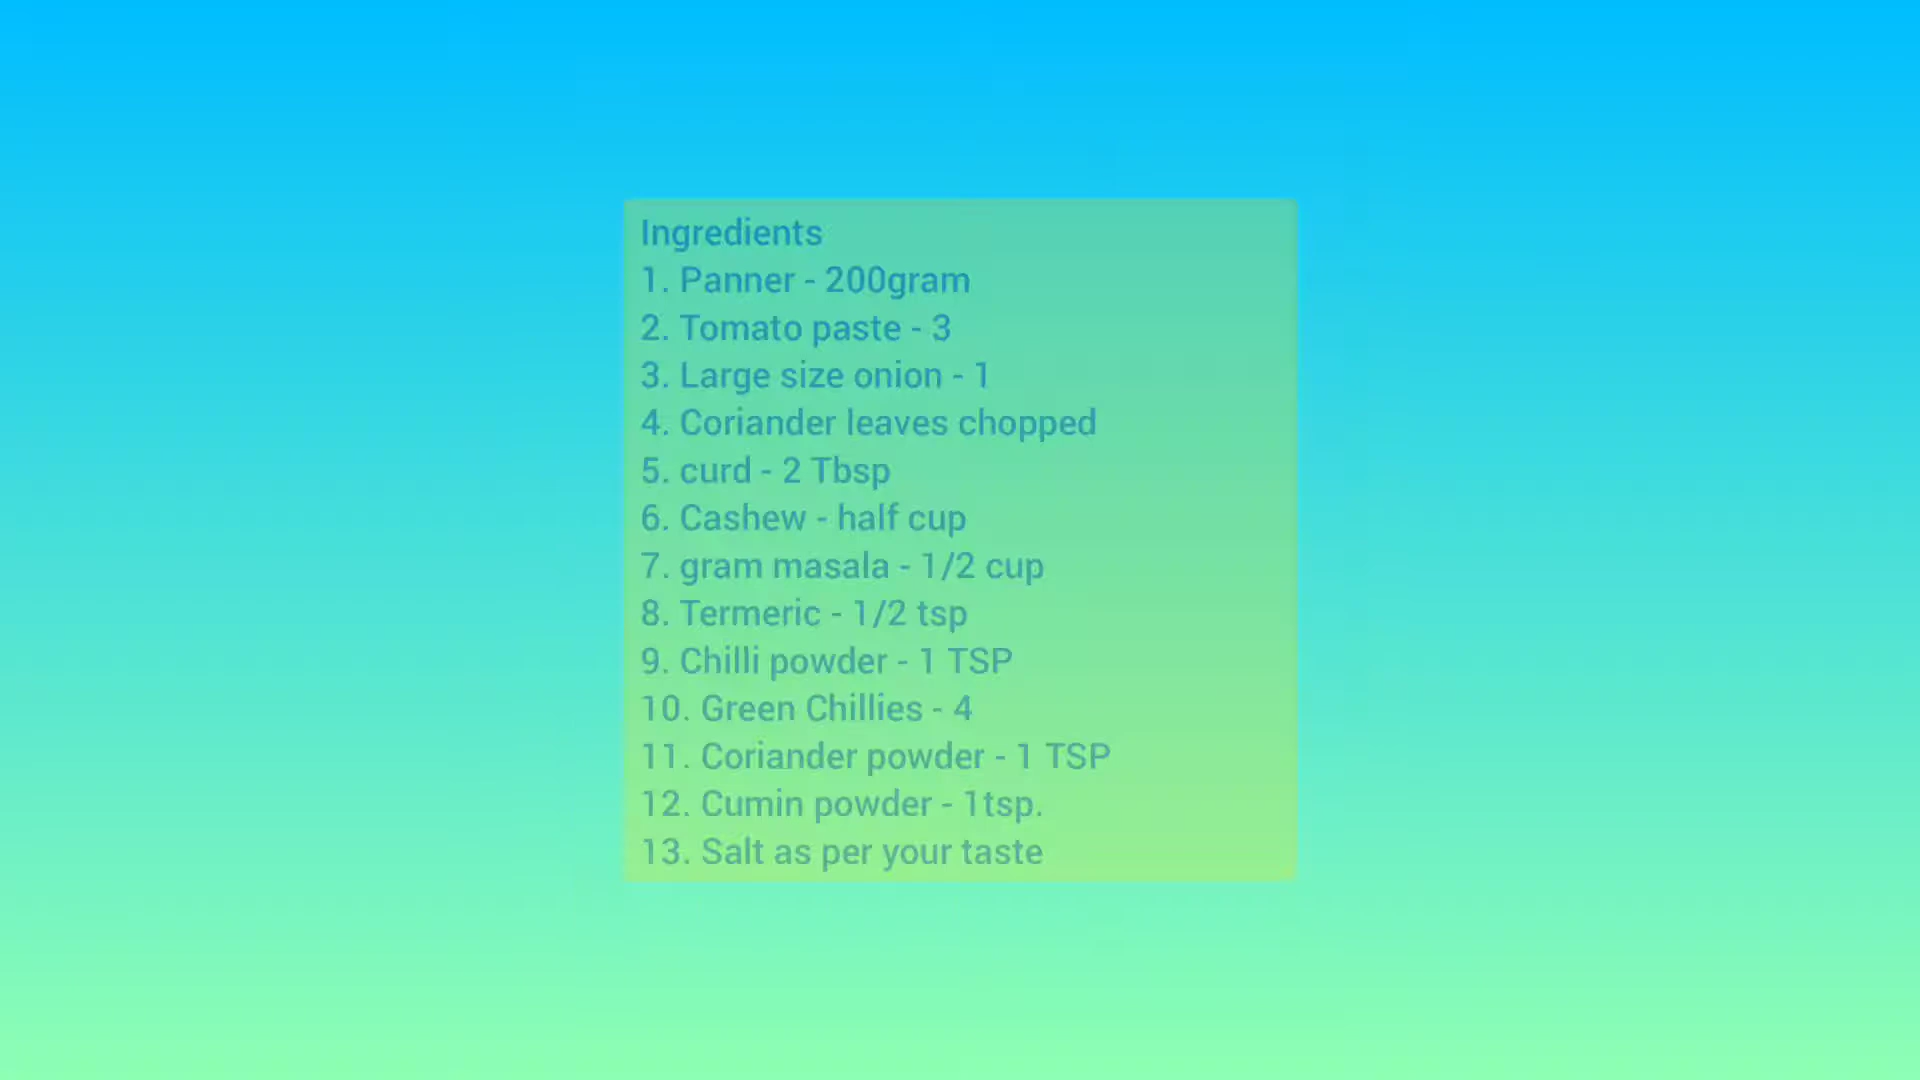 Ingredients
1. Panner - 200gram
2. Tomato paste - 3
3. Large size onion - 1
4. Coriander leaves chopped
5. curd - 2 Tbsp
6. Cashew - half cup
7. gram masala - 1/2 cup
8. Termeric - 1/2 tsp
9. Chilli powder - 1 TSP
10. Green Chillies - 4
11. Coriander powder - 1 TSP
12. Cumin powder - 1tsp.
13. Salt as per your taste